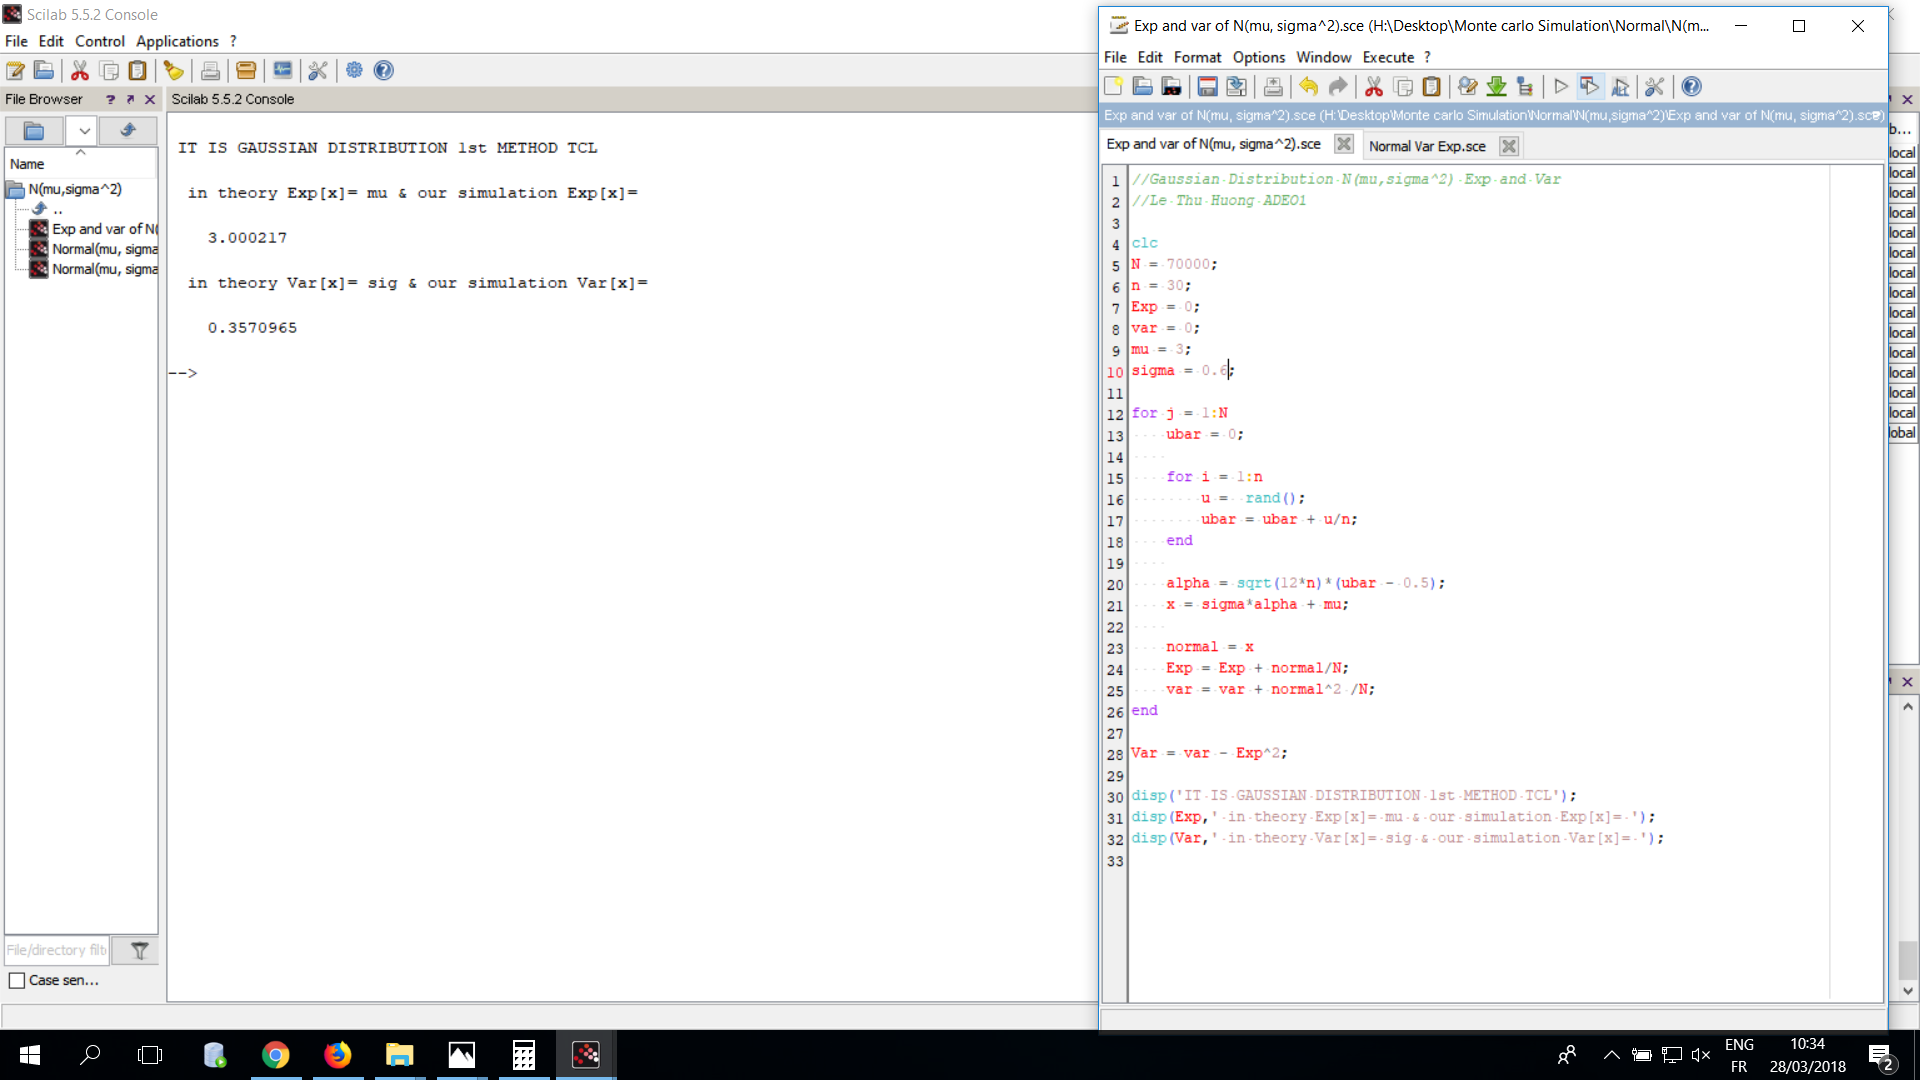 Scilab 5.5.2 Console
File Edit Control Applications ?
File Browser ? Scilab 5.5.2 Console
Name
N(mu,sigma^2)
..
Exp and var of N(
Normal(mu, sigma
Normal(mu, sigma
File/directory filt
Case sen...
IT IS GAUSSIAN DISTRIBUTION 1st METHOD TCL
in theory Exp[x]= mu & our simulation Exp[x]=
3.000217
in theory Var[x]= sig & our simulation Var[x]=
0.3570965
-->
Exp and var of N(mu, sigma^2).sce (H:\Desktop\Monte carlo Simulation\Normal\N(m...
File Edit Format Options Window Execute ?
Exp and var of N(mu, sigma^2).sce (H:\Desktop\Monte carlo Simulation\Normal\N(mu,sigma^2)\Exp and var of N(mu, sigma^2).sce)
Exp and var of N(mu, sigma^2).sce Normal Var Exp.sce
1 //Gaussian Distribution N(mu,sigma^2) Exp and Var
2 //Le Thu Huong ADEO1
3
4 clc
5 N = 70000;
6 n = 30;
7 Exp = 0;
8 var = 0;
9 mu = 3;
10 sigma = 0.6;
11
12 for j = 1:N
13 ubar = 0;
14
15 for i = 1:n
16 u = rand();
17 ubar = ubar + u/n;
18 end
19
20 alpha = sqrt(12*n)*(ubar - 0.5);
21 x = sigma*alpha + mu;
22
23 normal = x
24 Exp = Exp + normal/N;
25 var = var + normal^2 /N;
26 end
27
28 Var = var - Exp^2;
29
30 disp('IT IS GAUSSIAN DISTRIBUTION 1st METHOD TCL');
31 disp(Exp,' in theory Exp[x]= mu & our simulation Exp[x]= ');
32 disp(Var,' in theory Var[x]= sig & our simulation Var[x]= ');
33
b...
local
local
local
local
local
local
local
local
local
local
local
local
local
local
obal
ENG
FR
10:34
28/03/2018
2